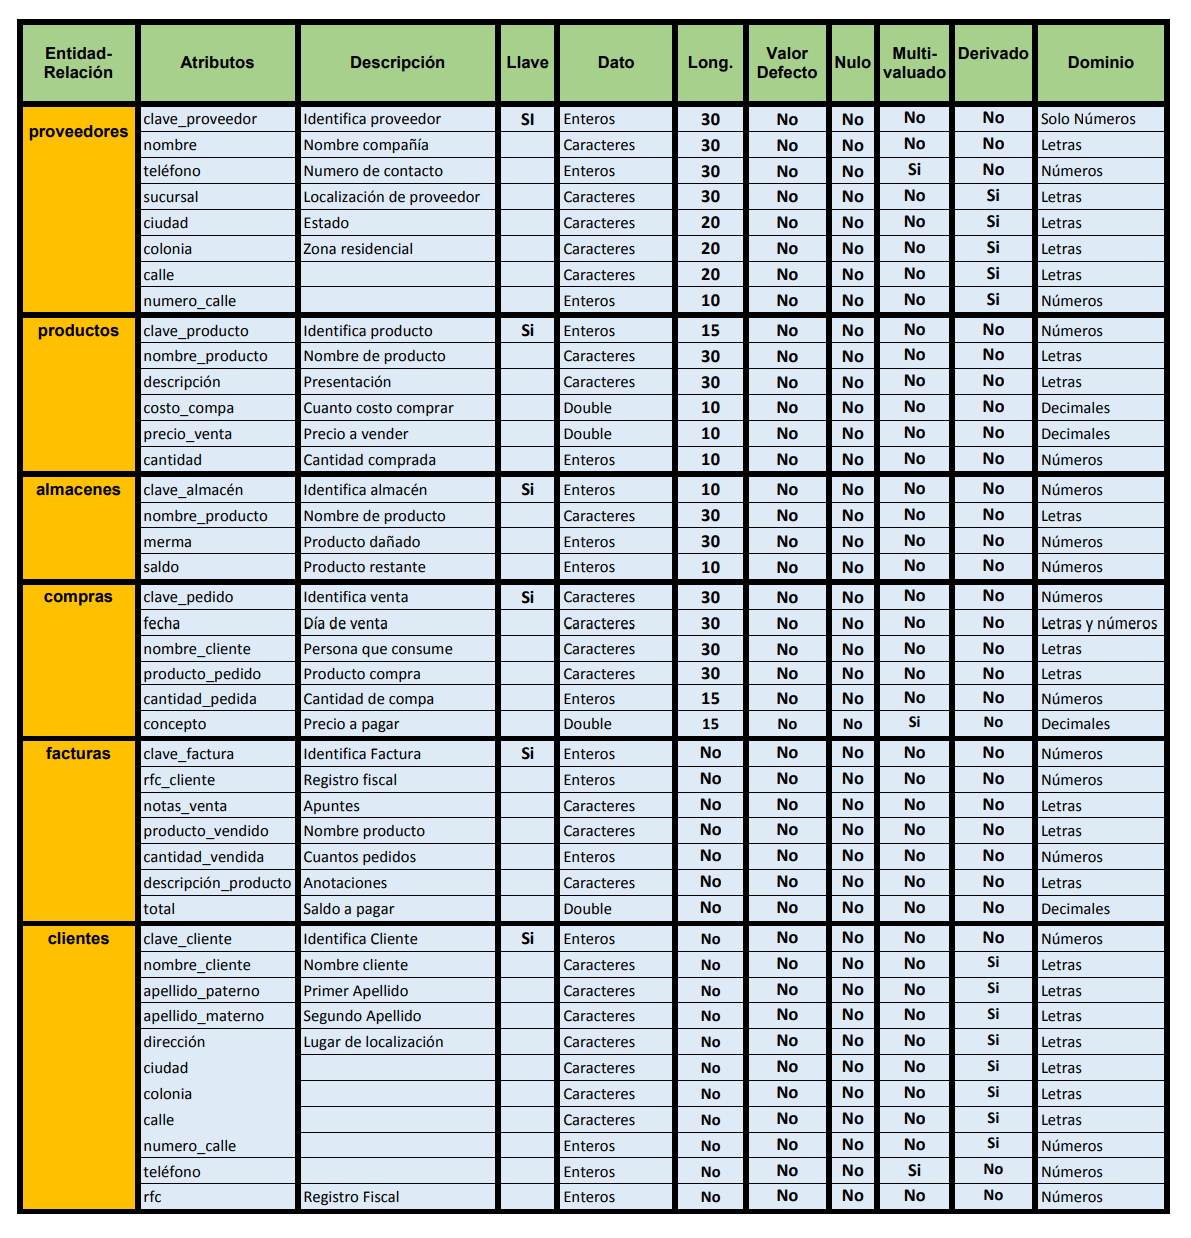 Entidad-Relación Atributos Descripción Llave Dato Long. Valor Defecto Nulo Multi-valuado Derivado Dominio
proveedores clave_proveedor Identifica proveedor SI Enteros 30 No No No No Solo Números
nombre Nombre compañía Caracteres 30 No No No No Letras
teléfono Numero de contacto Enteros 30 No No Si No Números
sucursal Localización de proveedor Caracteres 30 No No No Si Letras
ciudad Estado Caracteres 20 No No No Si Letras
colonia Zona residencial Caracteres 20 No No No Si Letras
calle Caracteres 20 No No No Si Letras
numero_calle Enteros 10 No No No Si Números
productos clave_producto Identifica producto Si Enteros 15 No No No No Números
nombre_producto Nombre de producto Caracteres 30 No No No No Letras
descripción Presentación Caracteres 30 No No No No Letras
costo_compa Cuanto costo comprar Double 10 No No No No Decimales
precio_venta Precio a vender Double 10 No No No No Decimales
cantidad Cantidad comprada Enteros 10 No No No No Números
almacenes clave_almacén Identifica almacén Si Enteros 10 No No No No Números
nombre_producto Nombre de producto Caracteres 30 No No No No Letras
merma Producto dañado Enteros 30 No No No No Números
saldo Producto restante Enteros 10 No No No No Números
compras clave_pedido Identifica venta Si Caracteres 30 No No No No Números
fecha Día de venta Caracteres 30 No No No No Letras y números
nombre_cliente Persona que consume Caracteres 30 No No No No Letras
producto_pedido Producto compra Caracteres 30 No No No No Letras
cantidad_pedida Cantidad de compa Enteros 15 No No No No Números
concepto Precio a pagar Double 15 No No Si No Decimales
facturas clave_factura Identifica Factura Si Enteros No No No No No Números
rfc_cliente Registro fiscal Enteros No No No No No Números
notas_venta Apuntes Caracteres No No No No No Letras
producto_vendido Nombre producto Caracteres No No No No No Letras
cantidad_vendida Cuantos pedidos Enteros No No No No No Números
descripción_producto Anotaciones Caracteres No No No No No Letras
total Saldo a pagar Double No No No No No Decimales
clientes clave_cliente Identifica Cliente Si Enteros No No No No No Números
nombre_cliente Nombre cliente Caracteres No No No No Si Letras
apellido_paterno Primer Apellido Caracteres No No No No Si Letras
apellido_materno Segundo Apellido Caracteres No No No No Si Letras
dirección Lugar de localización Caracteres No No No No Si Letras
ciudad Caracteres No No No No Si Letras
colonia Caracteres No No No No Si Letras
calle Caracteres No No No No Si Letras
numero_calle Enteros No No No No Si Números
teléfono Enteros No No No Si No Números
rfc Registro Fiscal Enteros No No No No No Números